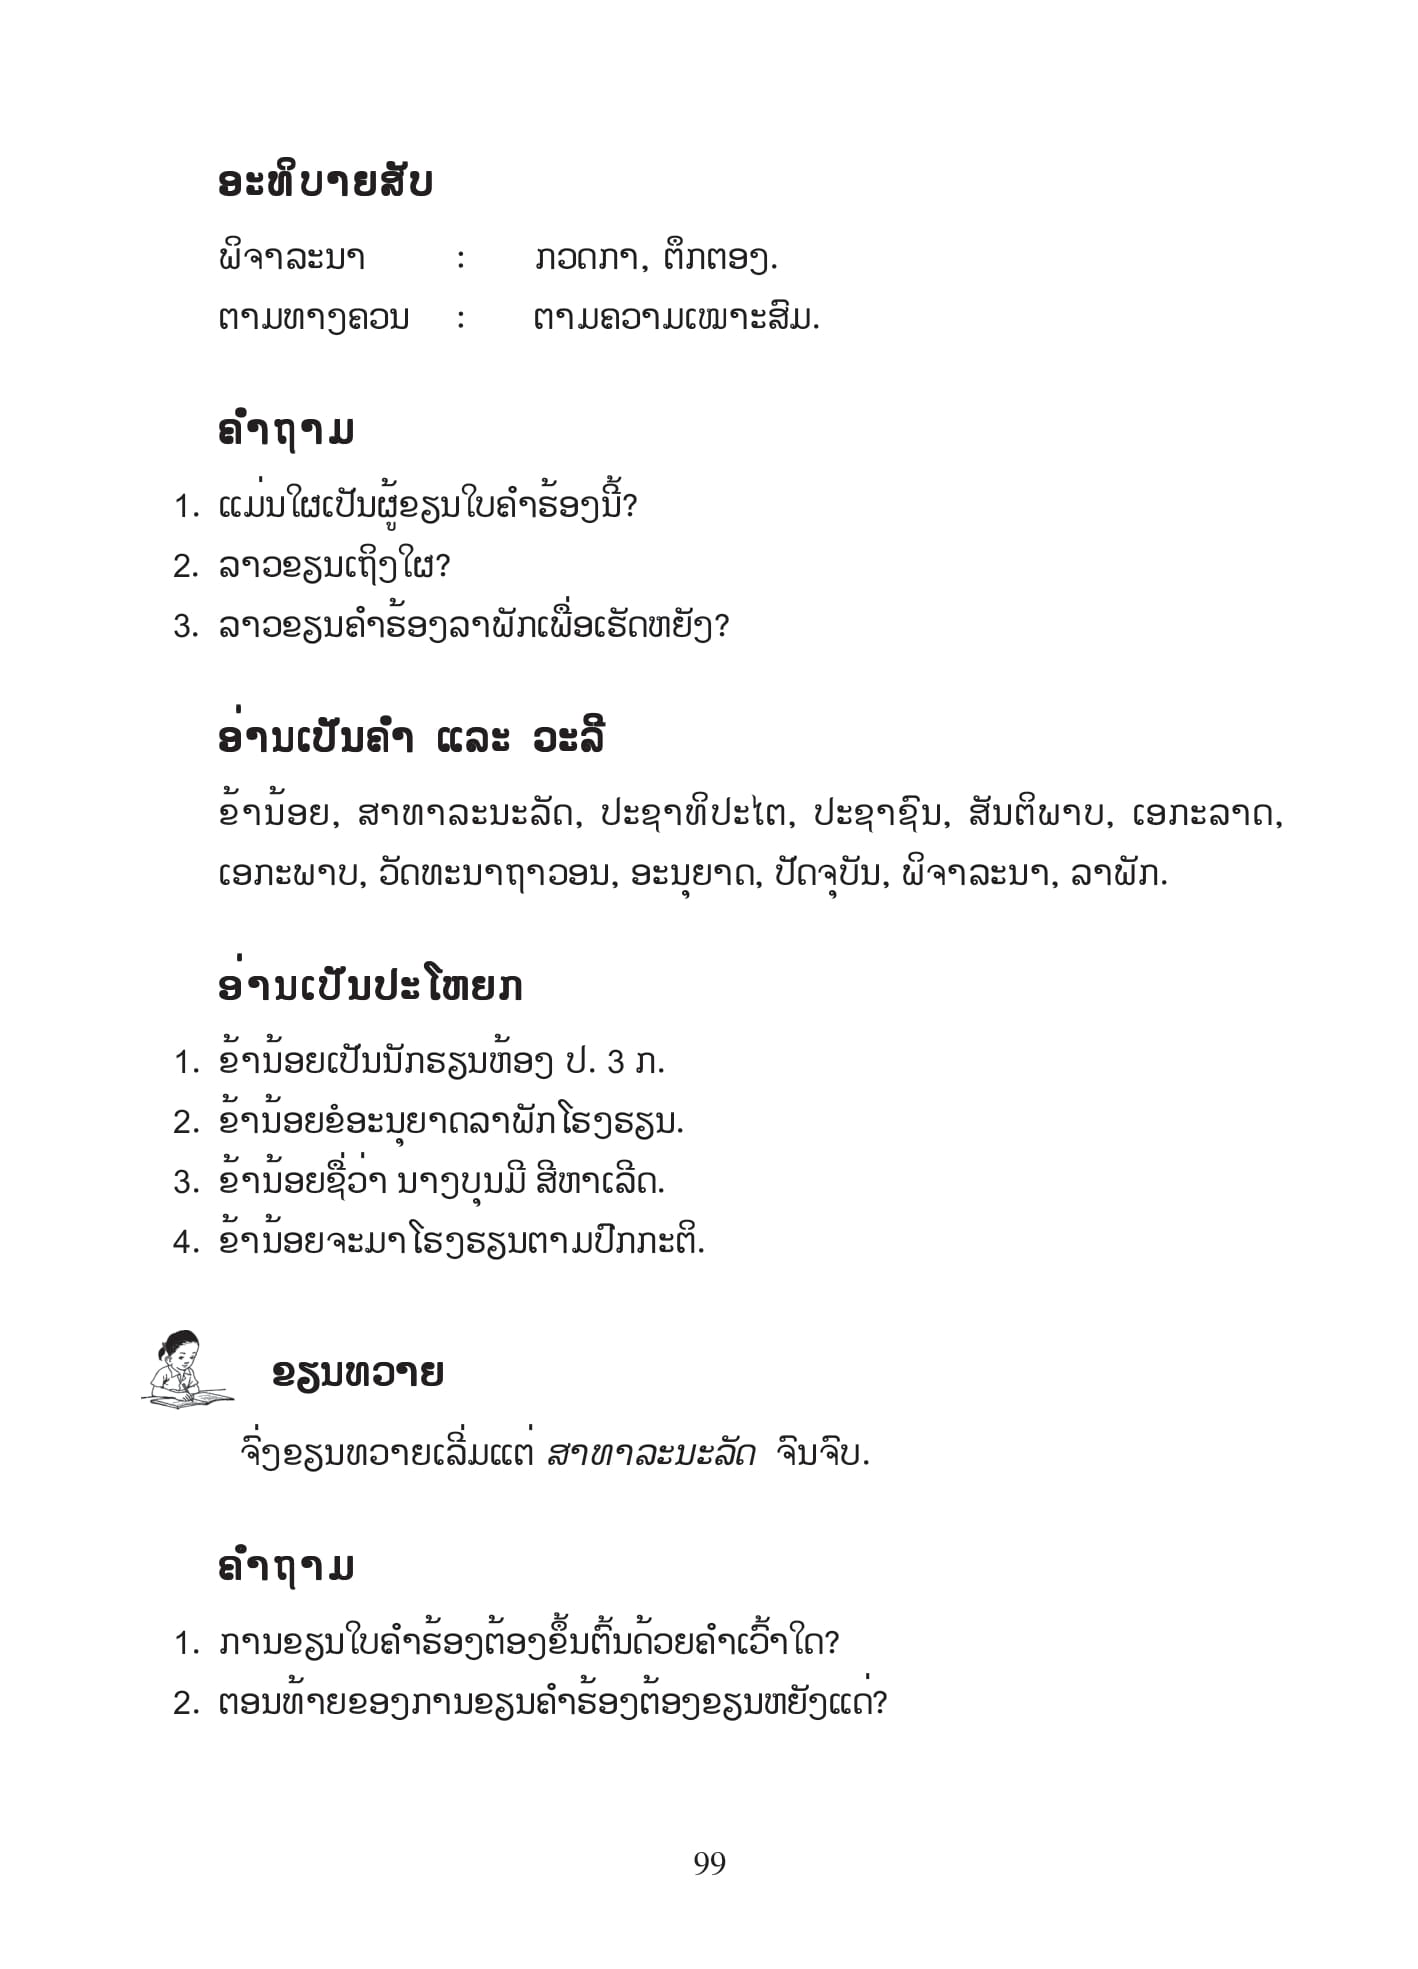 ອະທິບາຍສັບ
ພິຈາລະນາ : ກວດກາ, ຕຶກຕອງ.
ຕາມທາງຄວນ : ຕາມຄວາມເໝາະສົມ.
ຄຳຖາມ
1. ແມ່ນໃຜເປັນຜູ້ຂຽນໃບຄຳຮ້ອງນີ້?
2. ລາວຂຽນເຖິງໃຜ?
3. ລາວຂຽນຄຳຮ້ອງລາພັກເພື່ອເຮັດຫຍັງ?
ອ່ານເປັນຄຳ ແລະ ວະລີ
ຂ້ານ້ອຍ, ສາທາລະນະລັດ, ປະຊາທິປະໄຕ, ປະຊາຊົນ, ສັນຕິພາບ, ເອກະລາດ,
ເອກະພາບ, ວັດທະນາຖາວອນ, ອະນຸຍາດ, ປັດຈຸບັນ, ພິຈາລະນາ, ລາພັກ.
ອ່ານເປັນປະໂຫຍກ
1. ຂ້ານ້ອຍເປັນນັກຮຽນຫ້ອງ ປ. 3 ກ.
2. ຂ້ານ້ອຍຂໍອະນຸຍາດລາພັກໂຮງຮຽນ.
3. ຂ້ານ້ອຍຊື່ວ່າ ນາງບຸນມີ ສີຫາເລີດ.
4. ຂ້ານ້ອຍຈະມາໂຮງຮຽນຕາມປົກກະຕິ.
ຂຽນທວາຍ
ຈົ່ງຂຽນທວາຍເລີ່ມແຕ່ ສາທາລະນະລັດ ຈົນຈົບ.
ຄຳຖາມ
1. ການຂຽນໃບຄຳຮ້ອງຕ້ອງຂຶ້ນຕົ້ນດ້ວຍຄຳເວົ້າໃດ?
2. ຕອນທ້າຍຂອງການຂຽນຄຳຮ້ອງຕ້ອງຂຽນຫຍັງແດ່?
99